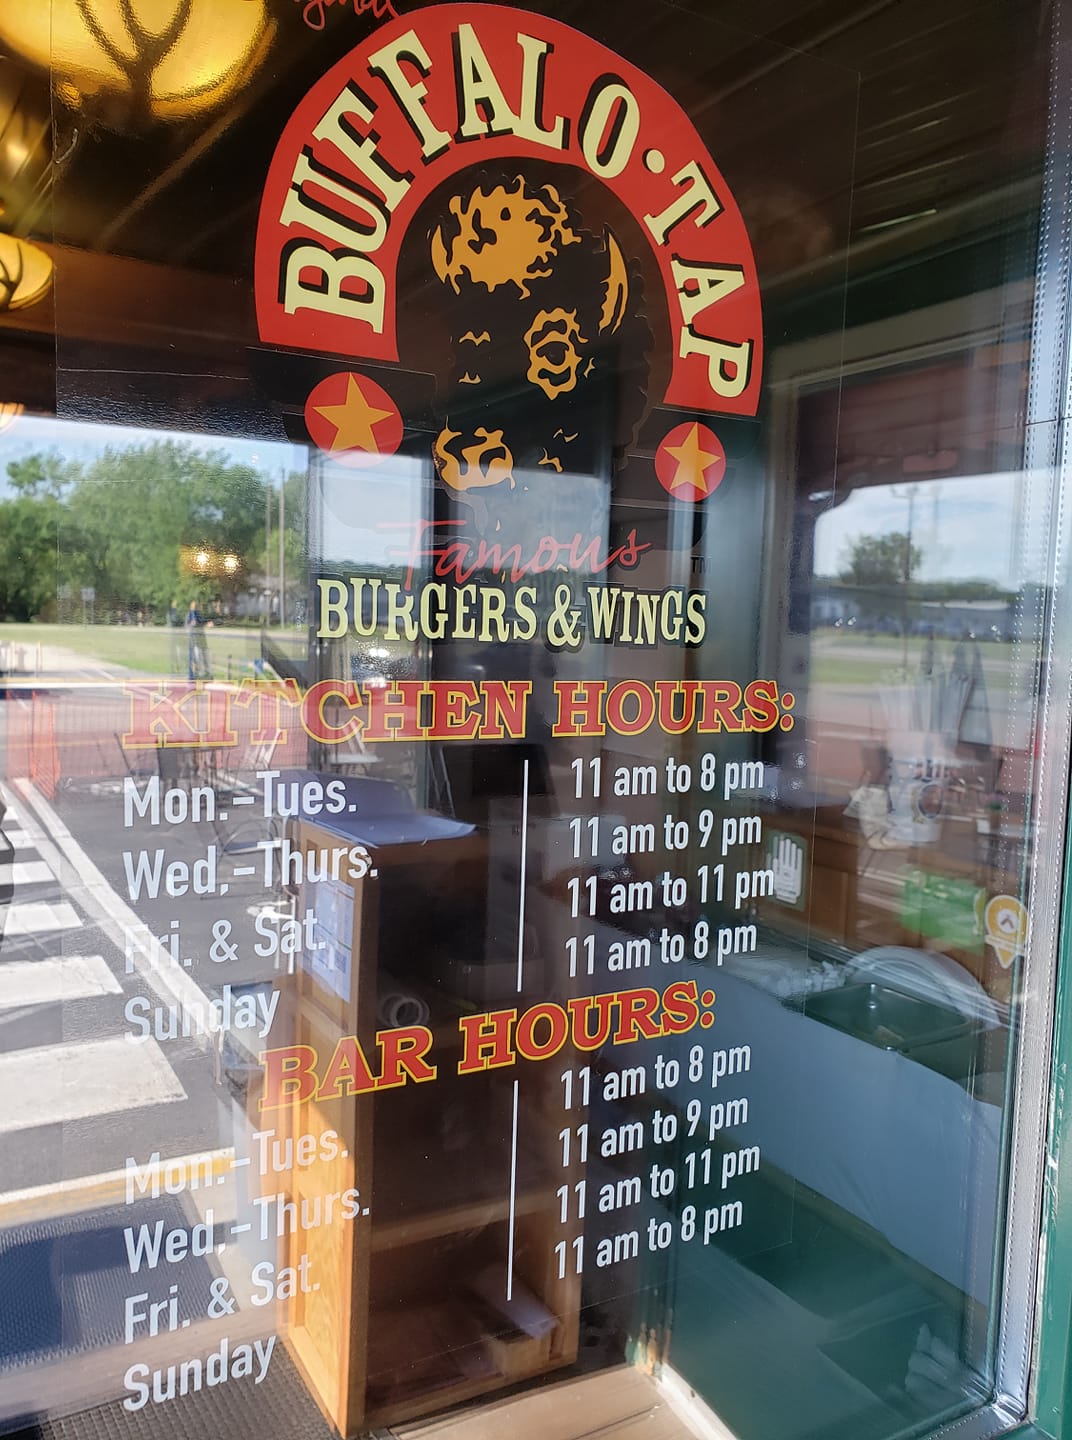 BUFFALO • TAP
Famous
BURGERS & WINGS
TM
KITCHEN HOURS:
Mon.-Tues. 11 am to 8 pm
Wed.-Thurs. 11 am to 9 pm
Fri. & Sat. 11 am to 11 pm
Sunday 11 am to 8 pm
BAR HOURS:
Mon.-Tues. 11 am to 8 pm
Wed.-Thurs. 11 am to 9 pm
Fri. & Sat. 11 am to 11 pm
Sunday 11 am to 8 pm